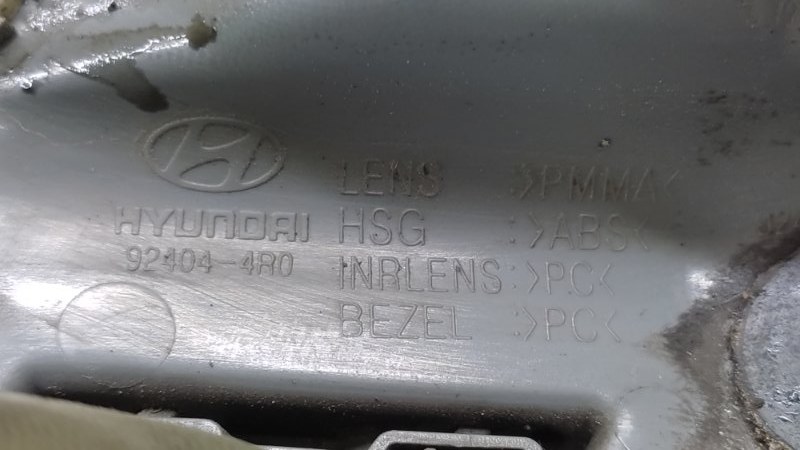 HYUNDAI
92404-4R0
LENS :>PMMA<
HSG :>ABS<
INRLENS:>PC<
BEZEL :>PC<